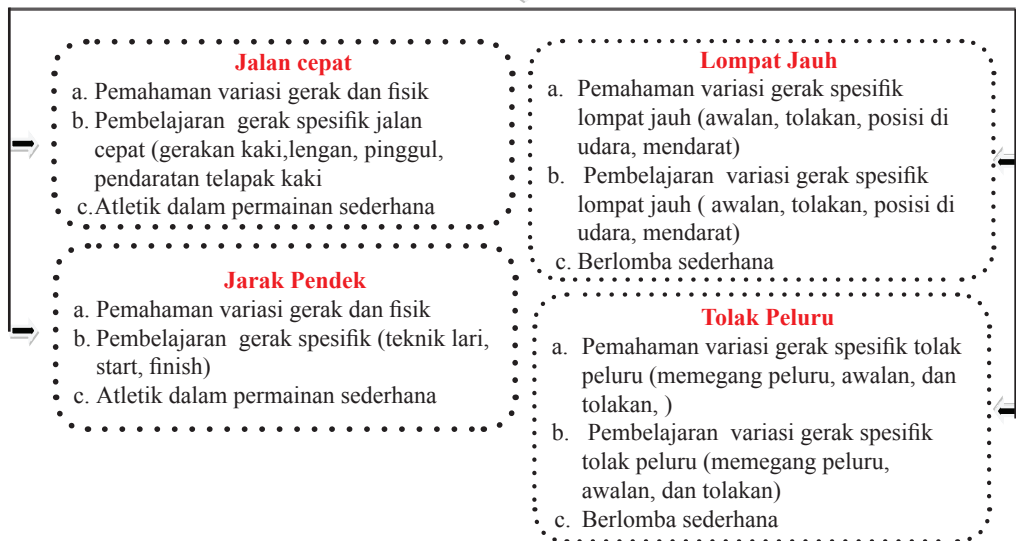 Jalan cepat
a. Pemahaman variasi gerak dan fisik
b. Pembelajaran gerak spesifik jalan
cepat (gerakan kaki,lengan, pinggul,
pendaratan telapak kaki
c.Atletik dalam permainan sederhana
Jarak Pendek
a. Pemahaman variasi gerak dan fisik
b. Pembelajaran gerak spesifik (teknik lari,
start, finish)
c. Atletik dalam permainan sederhana
Lompat Jauh
a. Pemahaman variasi gerak spesifik
lompat jauh (awalan, tolakan, posisi di
udara, mendarat)
b. Pembelajaran variasi gerak spesifik
lompat jauh ( awalan, tolakan, posisi di
udara, mendarat)
c. Berlomba sederhana
Tolak Peluru
a. Pemahaman variasi gerak spesifik tolak
peluru (memegang peluru, awalan, dan
tolakan, )
b. Pembelajaran variasi gerak spesifik
tolak peluru (memegang peluru,
awalan, dan tolakan)
c. Berlomba sederhana